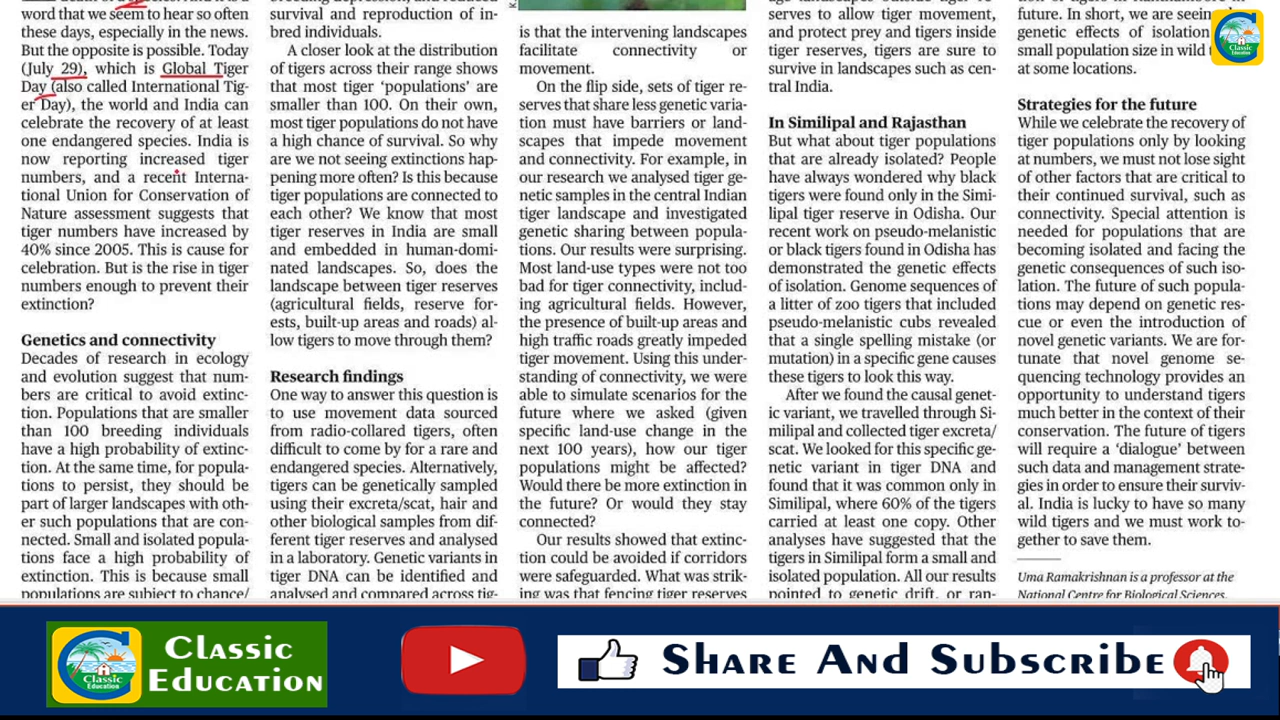 word that we seem to hear so often
these days, especially in the news.
But the opposite is possible. Today
(July 29), which is Global Tiger
Day (also called International Tig-
er Day), the world and India can
celebrate the recovery of at least
one endangered species. India is
now reporting increased tiger
numbers, and a recent Interna-
tional Union for Conservation of
Nature assessment suggests that
tiger numbers have increased by
40% since 2005. This is cause for
celebration. But is the rise in tiger
numbers enough to prevent their
extinction?
Genetics and connectivity
Decades of research in ecology
and evolution suggest that num-
bers are critical to avoid extinc-
tion. Populations that are smaller
than 100 breeding individuals
have a high probability of extinc-
tion. At the same time, for popula-
tions to persist, they should be
part of larger landscapes with oth-
er such populations that are con-
nected. Small and isolated popula-
tions face a high probability of
extinction. This is because small
populations are subject to chance/
survival and reproduction of in-
bred individuals.
A closer look at the distribution
of tigers across their range shows
that most tiger ‘populations’ are
smaller than 100. On their own,
most tiger populations do not have
a high chance of survival. So why
are we not seeing extinctions hap-
pening more often? Is this because
tiger populations are connected to
each other? We know that most
tiger reserves in India are small
and embedded in human-domi-
nated landscapes. So, does the
landscape between tiger reserves
(agricultural fields, reserve for-
ests, built-up areas and roads) al-
low tigers to move through them?
Research findings
One way to answer this question is
to use movement data sourced
from radio-collared tigers, often
difficult to come by for a rare and
endangered species. Alternatively,
tigers can be genetically sampled
using their excreta/scat, hair and
other biological samples from dif-
ferent tiger reserves and analysed
in a laboratory. Genetic variants in
tiger DNA can be identified and
analysed and compared across tig-
is that the intervening landscapes
facilitate connectivity or
movement.
On the flip side, sets of tiger re-
serves that share less genetic varia-
tion must have barriers or land-
scapes that impede movement
and connectivity. For example, in
our research we analysed tiger ge-
netic samples in the central Indian
tiger landscape and investigated
genetic sharing between popula-
tions. Our results were surprising.
Most land-use types were not too
bad for tiger connectivity, includ-
ing agricultural fields. However,
the presence of built-up areas and
high traffic roads greatly impeded
tiger movement. Using this under-
standing of connectivity, we were
able to simulate scenarios for the
future where we asked (given
specific land-use change in the
next 100 years), how our tiger
populations might be affected?
Would there be more extinction in
the future? Or would they stay
connected?
Our results showed that extinc-
tion could be avoided if corridors
were safeguarded. What was strik-
ing was that fencing tiger reserves
serves to allow tiger movement,
and protect prey and tigers inside
tiger reserves, tigers are sure to
survive in landscapes such as cen-
tral India.
In Similipal and Rajasthan
But what about tiger populations
that are already isolated? People
have always wondered why black
tigers were found only in the Simi-
lipal tiger reserve in Odisha. Our
recent work on pseudo-melanistic
or black tigers found in Odisha has
demonstrated the genetic effects
of isolation. Genome sequences of
a litter of zoo tigers that included
pseudo-melanistic cubs revealed
that a single spelling mistake (or
mutation) in a specific gene causes
these tigers to look this way.
After we found the causal genet-
ic variant, we travelled through Si-
milipal and collected tiger excreta/
scat. We looked for this specific ge-
netic variant in tiger DNA and
found that it was common only in
Similipal, where 60% of the tigers
carried at least one copy. Other
analyses have suggested that the
tigers in Similipal form a small and
isolated population. All our results
pointed to genetic drift, or ran-
future. In short, we are seeing
genetic effects of isolation
small population size in wild
at some locations.
Strategies for the future
While we celebrate the recovery of
tiger populations only by looking
at numbers, we must not lose sight
of other factors that are critical to
their continued survival, such as
connectivity. Special attention is
needed for populations that are
becoming isolated and facing the
genetic consequences of such iso-
lation. The future of such popula-
tions may depend on genetic res-
cue or even the introduction of
novel genetic variants. We are for-
tunate that novel genome se-
quencing technology provides an
opportunity to understand tigers
much better in the context of their
conservation. The future of tigers
will require a ‘dialogue’ between
such data and management strate-
gies in order to ensure their surviv-
al. India is lucky to have so many
wild tigers and we must work to-
gether to save them.
Uma Ramakrishnan is a professor at the
National Centre for Biological Sciences.
Classic
Education
Classic
Education
Classic
Education
Share And Subscribe